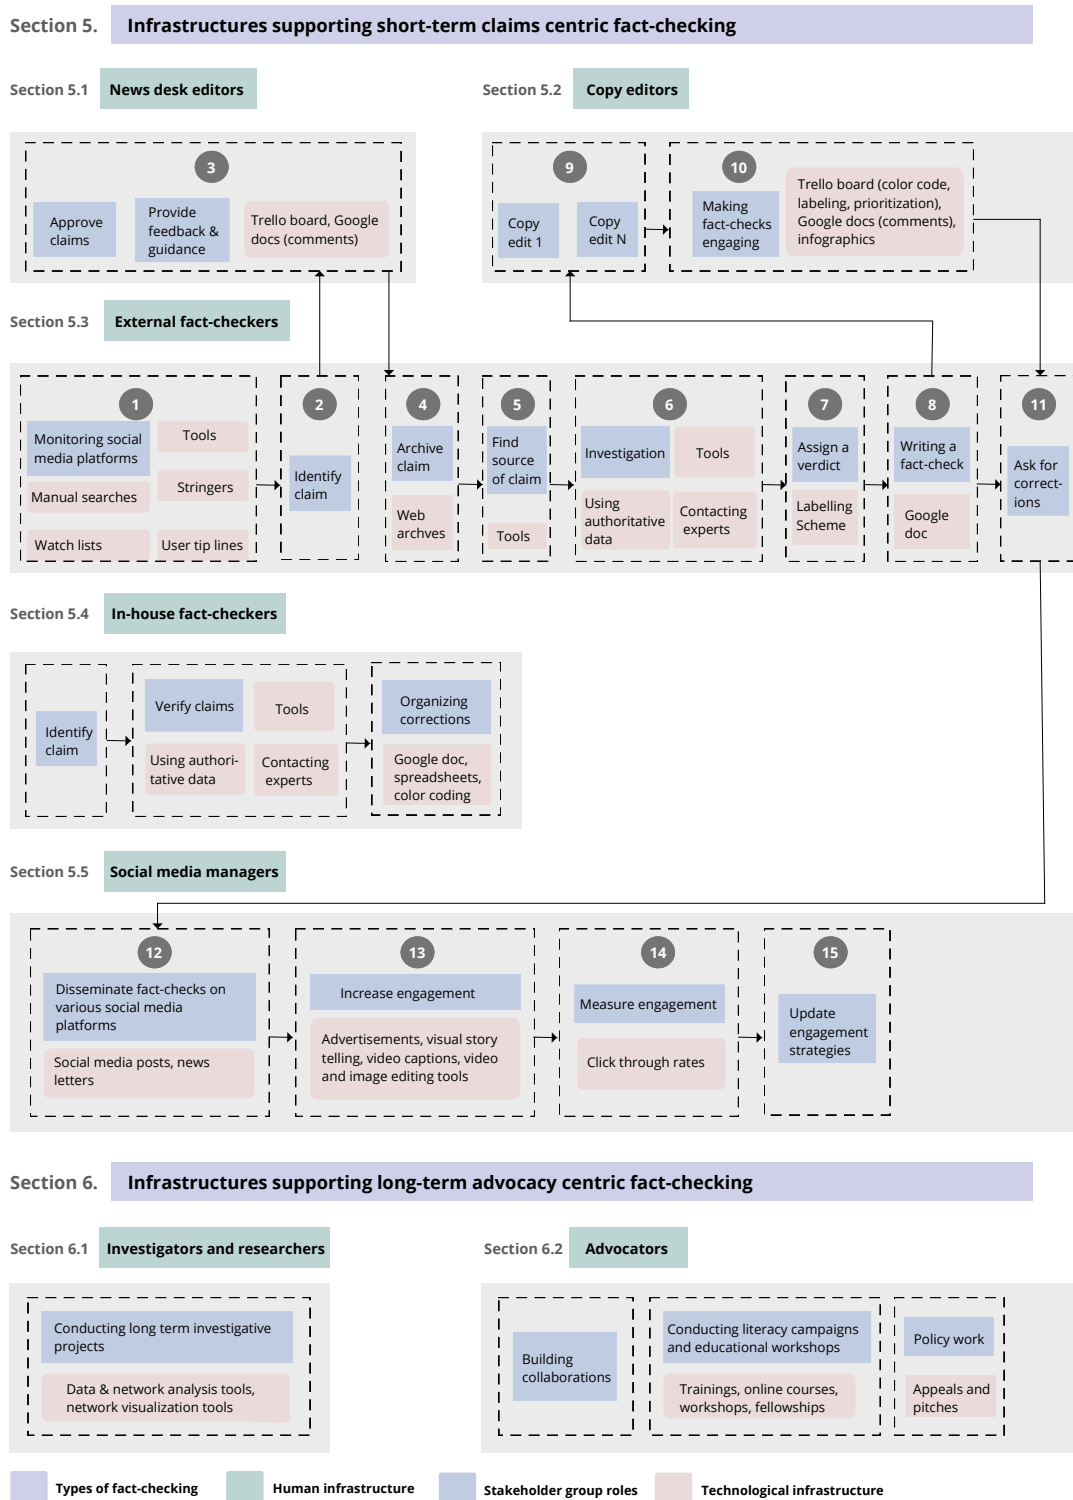 Section 5.
Infrastructures supporting short-term claims centric fact-checking
Section 5.1
News desk editors
Section 5.2
Copy editors
3
Approve
claims
Provide
feedback &
guidance
Trello board, Google
docs (comments)
9
Copy
edit 1
Copy
edit N
10
Making
fact-checks
engaging
Trello board (color code,
labeling, prioritization),
Google docs (comments),
infographics
Section 5.3
External fact-checkers
1
Monitoring social
media platforms
Tools
Manual searches
Stringers
Watch lists
User tip lines
2
Identify
claim
4
Archive
claim
Web
archves
5
Find
source
of claim
Tools
6
Investigation
Tools
Using
authoritative
data
Contacting
experts
7
Assign a
verdict
Labelling
Scheme
8
Writing a
fact-check
Google
doc
11
Ask for
correct-
ions
Section 5.4
In-house fact-checkers
Identify
claim
Verify claims
Tools
Using authori-
tative data
Contacting
experts
Organizing
corrections
Google doc,
spreadsheets,
color coding
Section 5.5
Social media managers
12
Disseminate fact-checks on
various social media
platforms
Social media posts, news
letters
13
Increase engagement
Advertisements, visual story
telling, video captions, video
and image editing tools
14
Measure engagement
Click through rates
15
Update
engagement
strategies
Section 6.
Infrastructures supporting long-term advocacy centric fact-checking
Section 6.1
Investigators and researchers
Section 6.2
Advocators
Conducting long term investigative
projects
Data & network analysis tools,
network visualization tools
Building
collaborations
Conducting literacy campaigns
and educational workshops
Trainings, online courses,
workshops, fellowships
Policy work
Appeals and
pitches
Types of fact-checking
Human infrastructure
Stakeholder group roles
Technological infrastructure